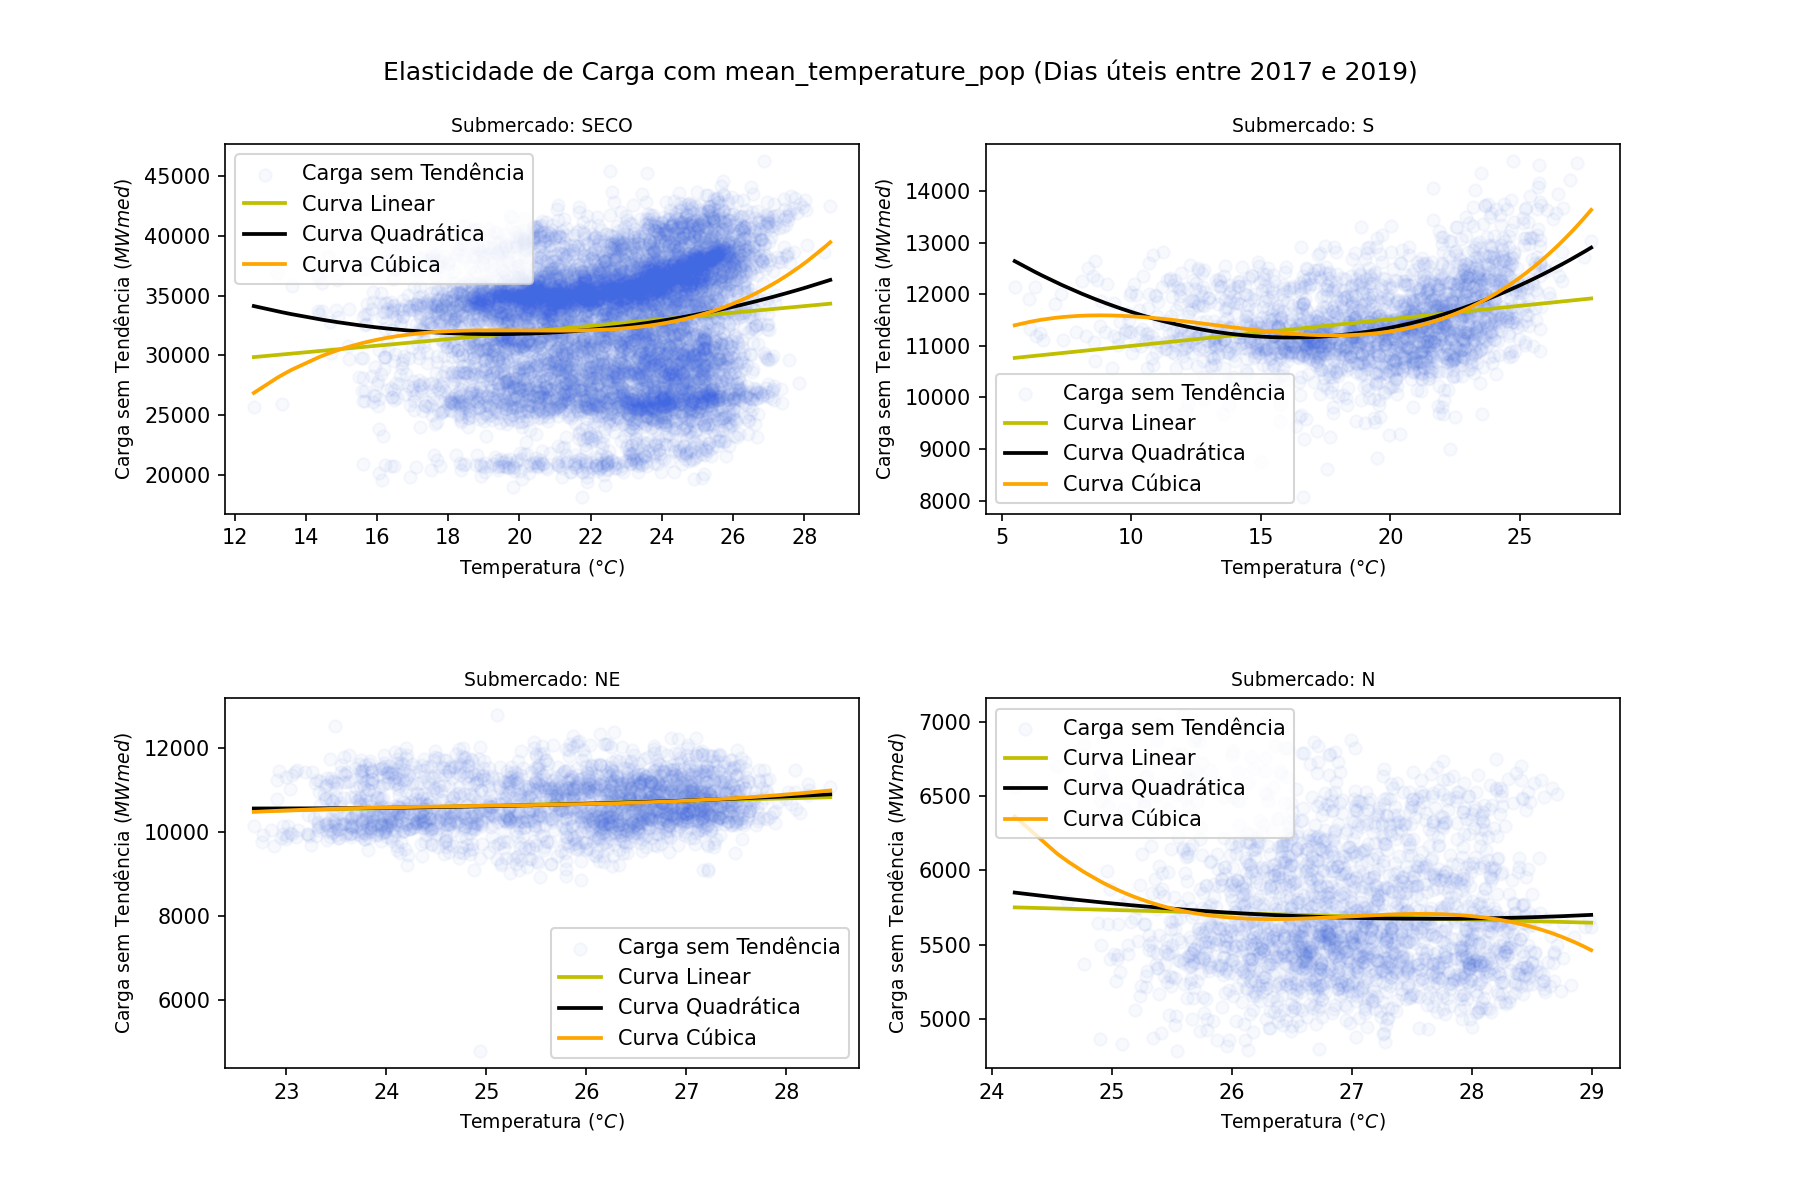 Elasticidade de Carga com mean_temperature_pop (Dias úteis entre 2017 e 2019)
Submercado: SECO
Carga sem Tendência (MWmed)
45000
40000
35000
30000
25000
20000
Carga sem Tendência
Curva Linear
Curva Quadrática
Curva Cúbica
12 14 16 18 20 22 24 26 28
Temperatura (°C)
Submercado: S
Carga sem Tendência (MWmed)
14000
13000
12000
11000
10000
9000
8000
Carga sem Tendência
Curva Linear
Curva Quadrática
Curva Cúbica
5 10 15 20 25
Temperatura (°C)
Submercado: NE
Carga sem Tendência (MWmed)
12000
10000
8000
6000
Carga sem Tendência
Curva Linear
Curva Quadrática
Curva Cúbica
23 24 25 26 27 28
Temperatura (°C)
Submercado: N
Carga sem Tendência (MWmed)
7000
6500
6000
5500
5000
Carga sem Tendência
Curva Linear
Curva Quadrática
Curva Cúbica
24 25 26 27 28 29
Temperatura (°C)